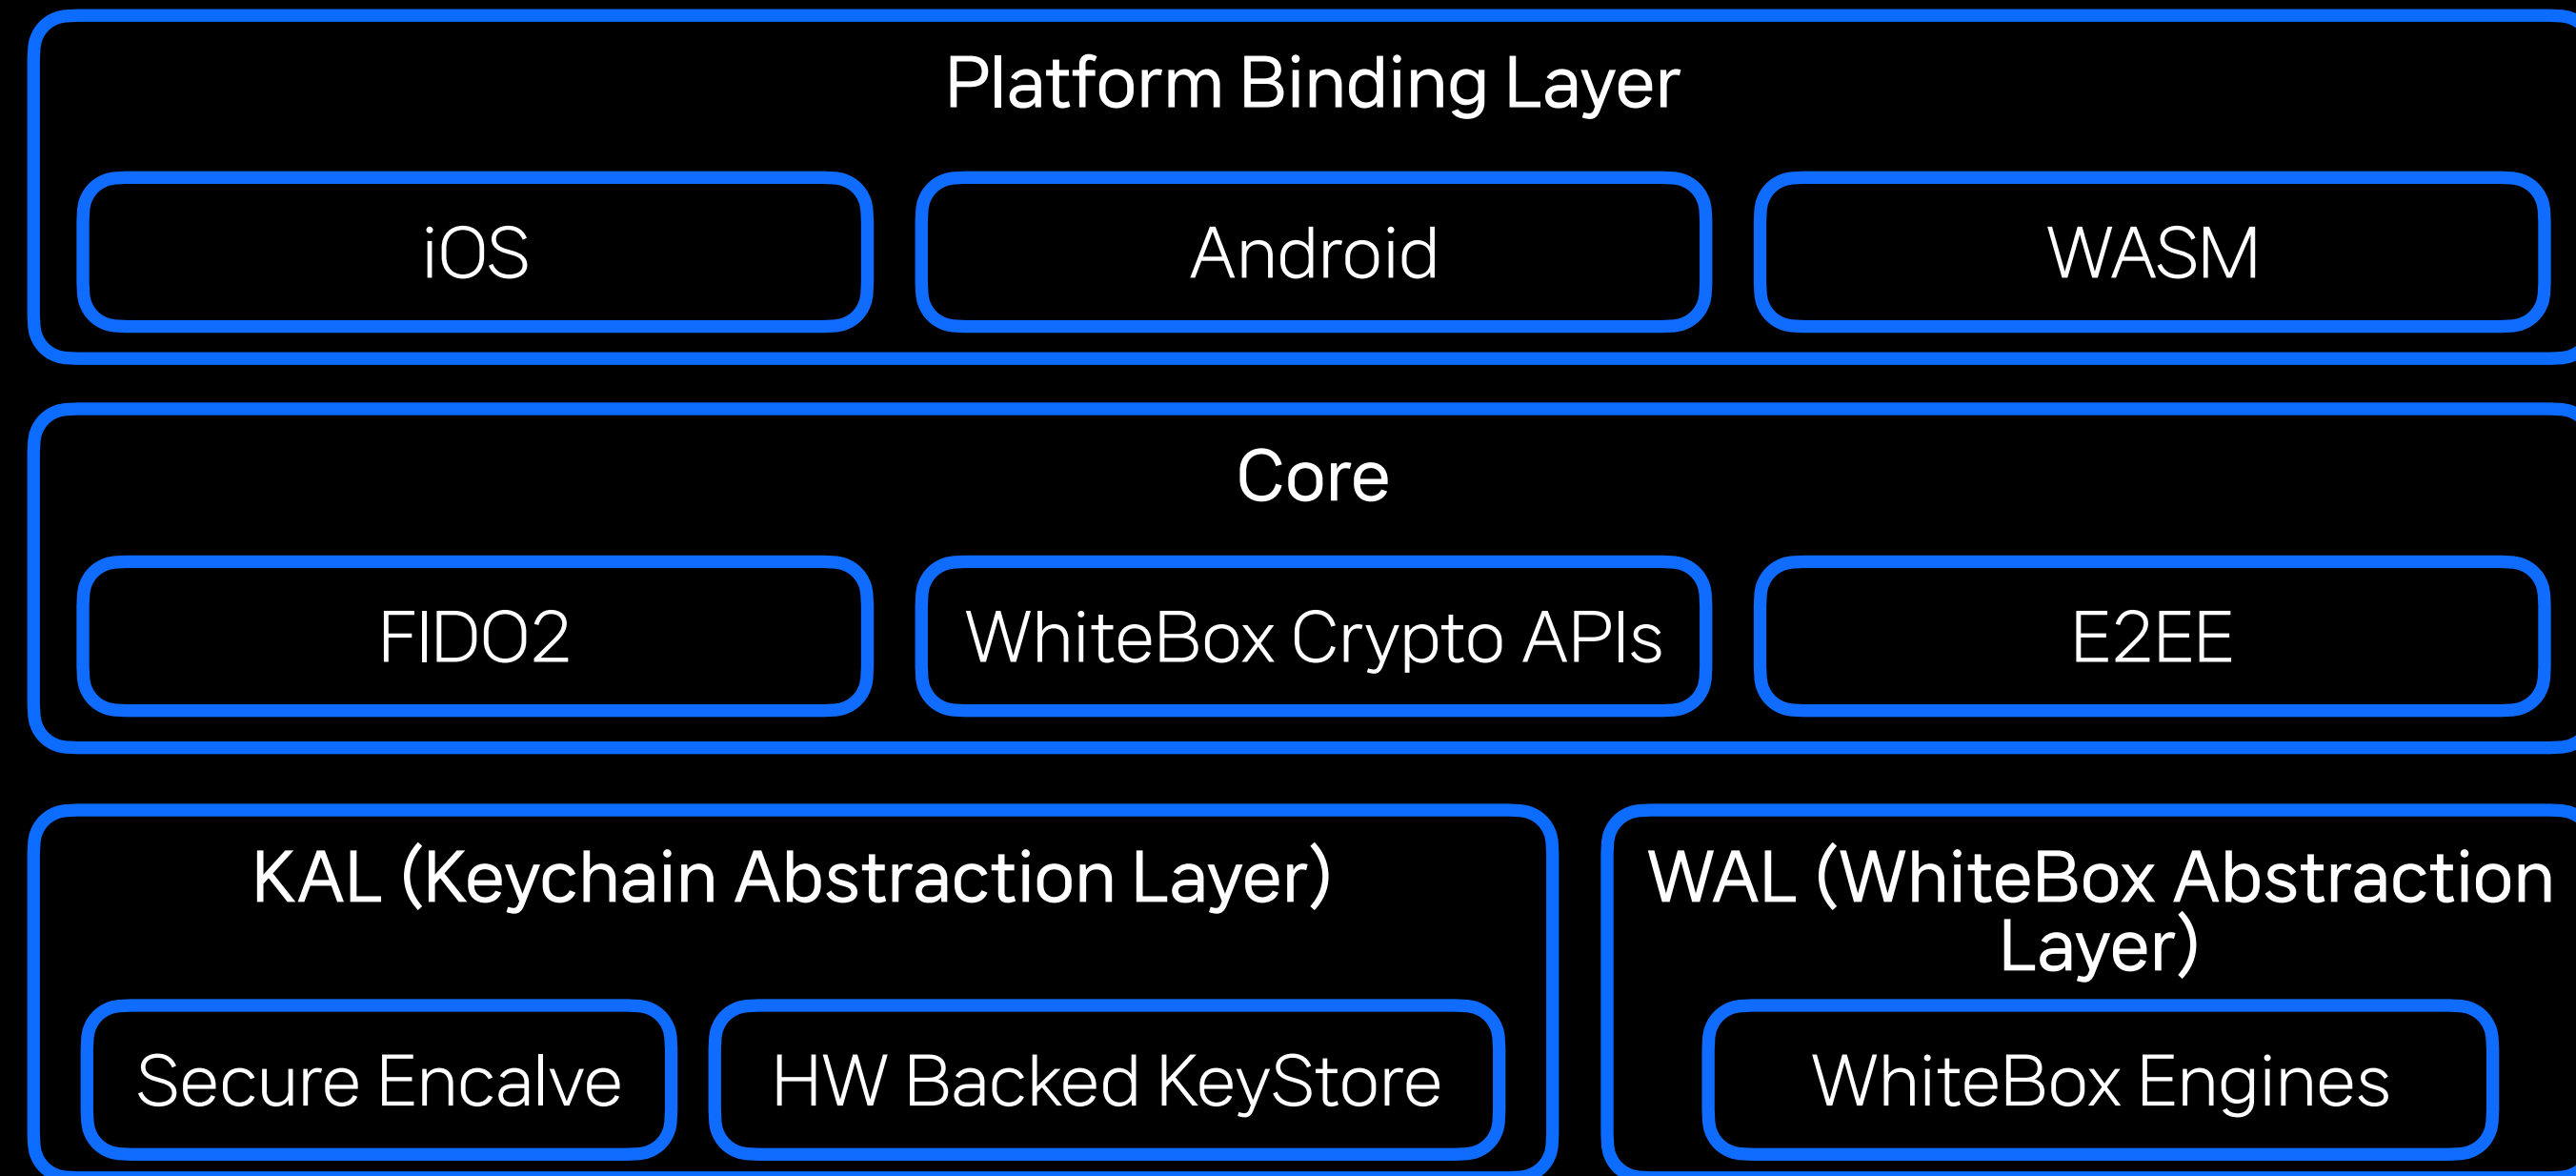 Platform Binding Layer
iOS
Android
WASM
Core
FIDO2
WhiteBox Crypto APIs
E2EE
KAL (Keychain Abstraction Layer)
WAL (WhiteBox Abstraction
Layer)
Secure Encalve
HW Backed KeyStore
WhiteBox Engines